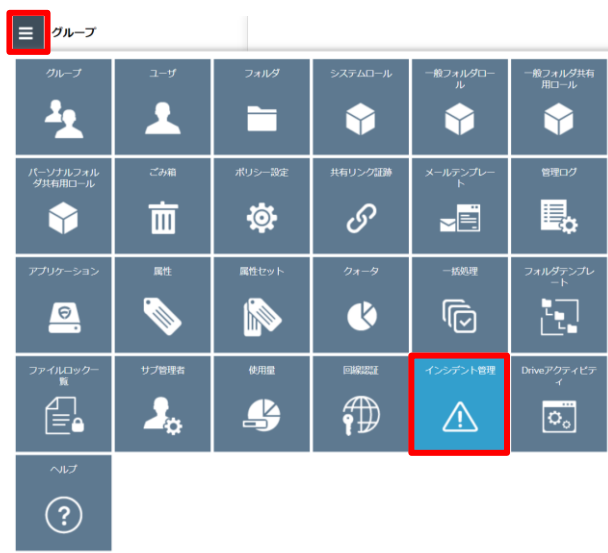 グループ
グループ
ユーザ
フォルダ
システムロール
一般フォルダロー
ル
一般フォルダ共有
用ロール
パーソナルフォル
ダ共有用ロール
ごみ箱
ポリシー設定
共有リンク証跡
メールテンプレー
ト
管理ログ
アプリケーション
属性
属性セット
クォータ
一括処理
フォルダテンプレ
ート
ファイルロック一
覧
サブ管理者
使用量
回線認証
インシデント管理
Driveアクティビテ
ィ
ヘルプ
?